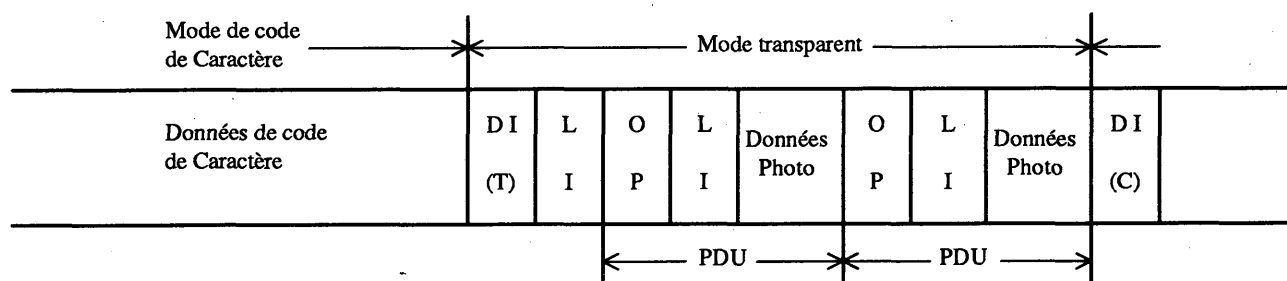 Mode de code
de Caractère
Mode transparent
Données de code
de Caractère
D I
(T)
L
I
O
P
L
I
Données
Photo
O
P
L
I
Données
Photo
D I
(C)
PDU
PDU